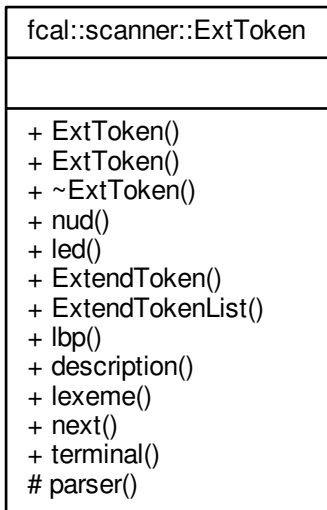 fcal::scanner::ExtToken
+ ExtToken()
+ ExtToken()
+ ~ExtToken()
+ nud()
+ led()
+ ExtendToken()
+ ExtendTokenList()
+ lbp()
+ description()
+ lexeme()
+ next()
+ terminal()
# parser()